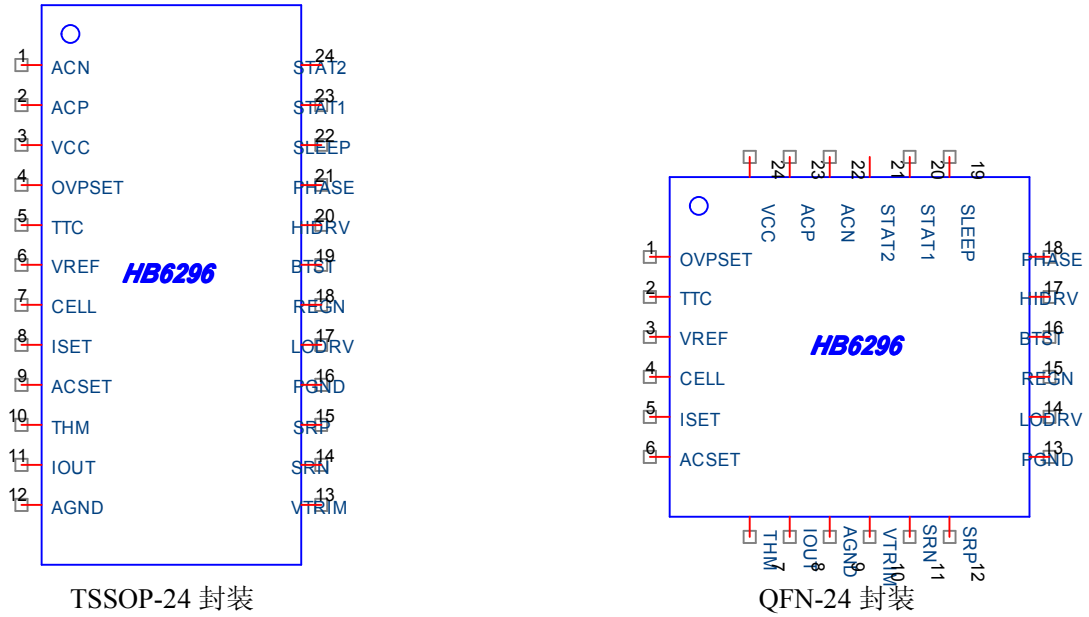 1 ACN
2 ACP
3 VCC
4 OVPSET
5 TTC
6 VREF
7 CELL
8 ISET
9 ACSET
10 THM
11 IOUT
12 AGND
HB6296
24 STAT2
23 STAT1
22 SLEEP
21 PHASE
20 HIDRV
19 BTST
18 REGN
17 LODRV
16 PGND
15 SRP
14 SRN
13 VTRIM
TSSOP-24 封装
24 VCC
23 ACP
22 ACN
21 STAT2
20 STAT1
19 SLEEP
1 OVPSET
2 TTC
3 VREF
4 CELL
5 ISET
6 ACSET
HB6296
18 PHASE
17 HIDRV
16 BTST
15 REGN
14 LODRV
13 PGND
7 THM
8 IOUT
9 AGND
10 VTRIM
11 SRN
12 SRP
QFN-24 封装